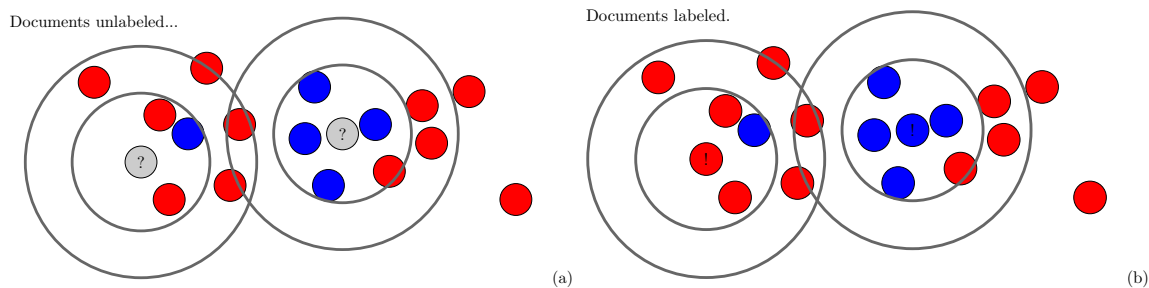 Documents unlabeled...
?
?
(a)
Documents labeled.
!
!
(b)